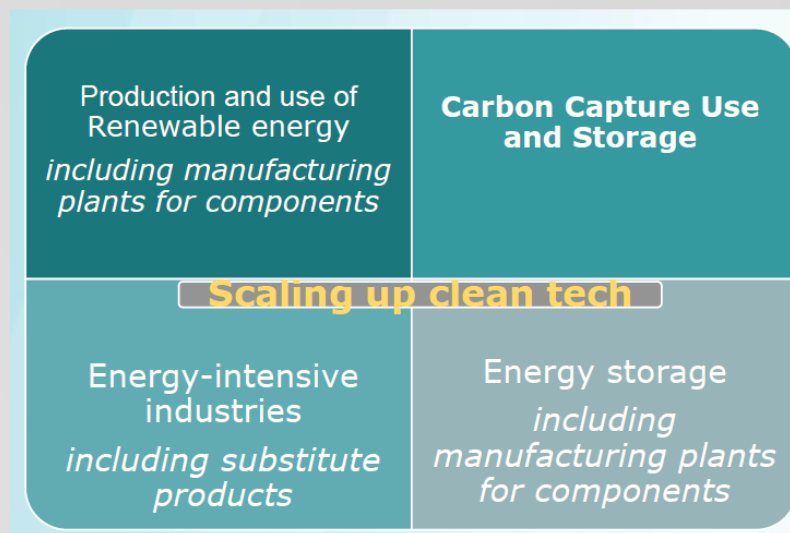 Production and use of
Renewable energy
including manufacturing
plants for components
Carbon Capture Use
and Storage
Scaling up clean tech
Energy-intensive
industries
including substitute
products
Energy storage
including
manufacturing plants
for components